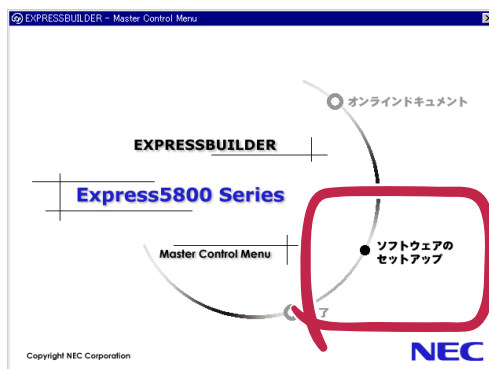 EXPRESSBUILDER - Master Control Menu
オンラインドキュメント
EXPRESSBUILDER
Express5800 Series
ソフトウェアの
セットアップ
Master Control Menu
了
Copyright NEC Corporation
NEC